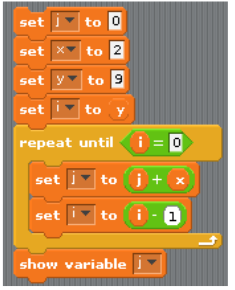 set j to 0
set x to 2
set y to 9
set i to y
repeat until i = 0
set j to j + x
set i to i - 1
show variable j